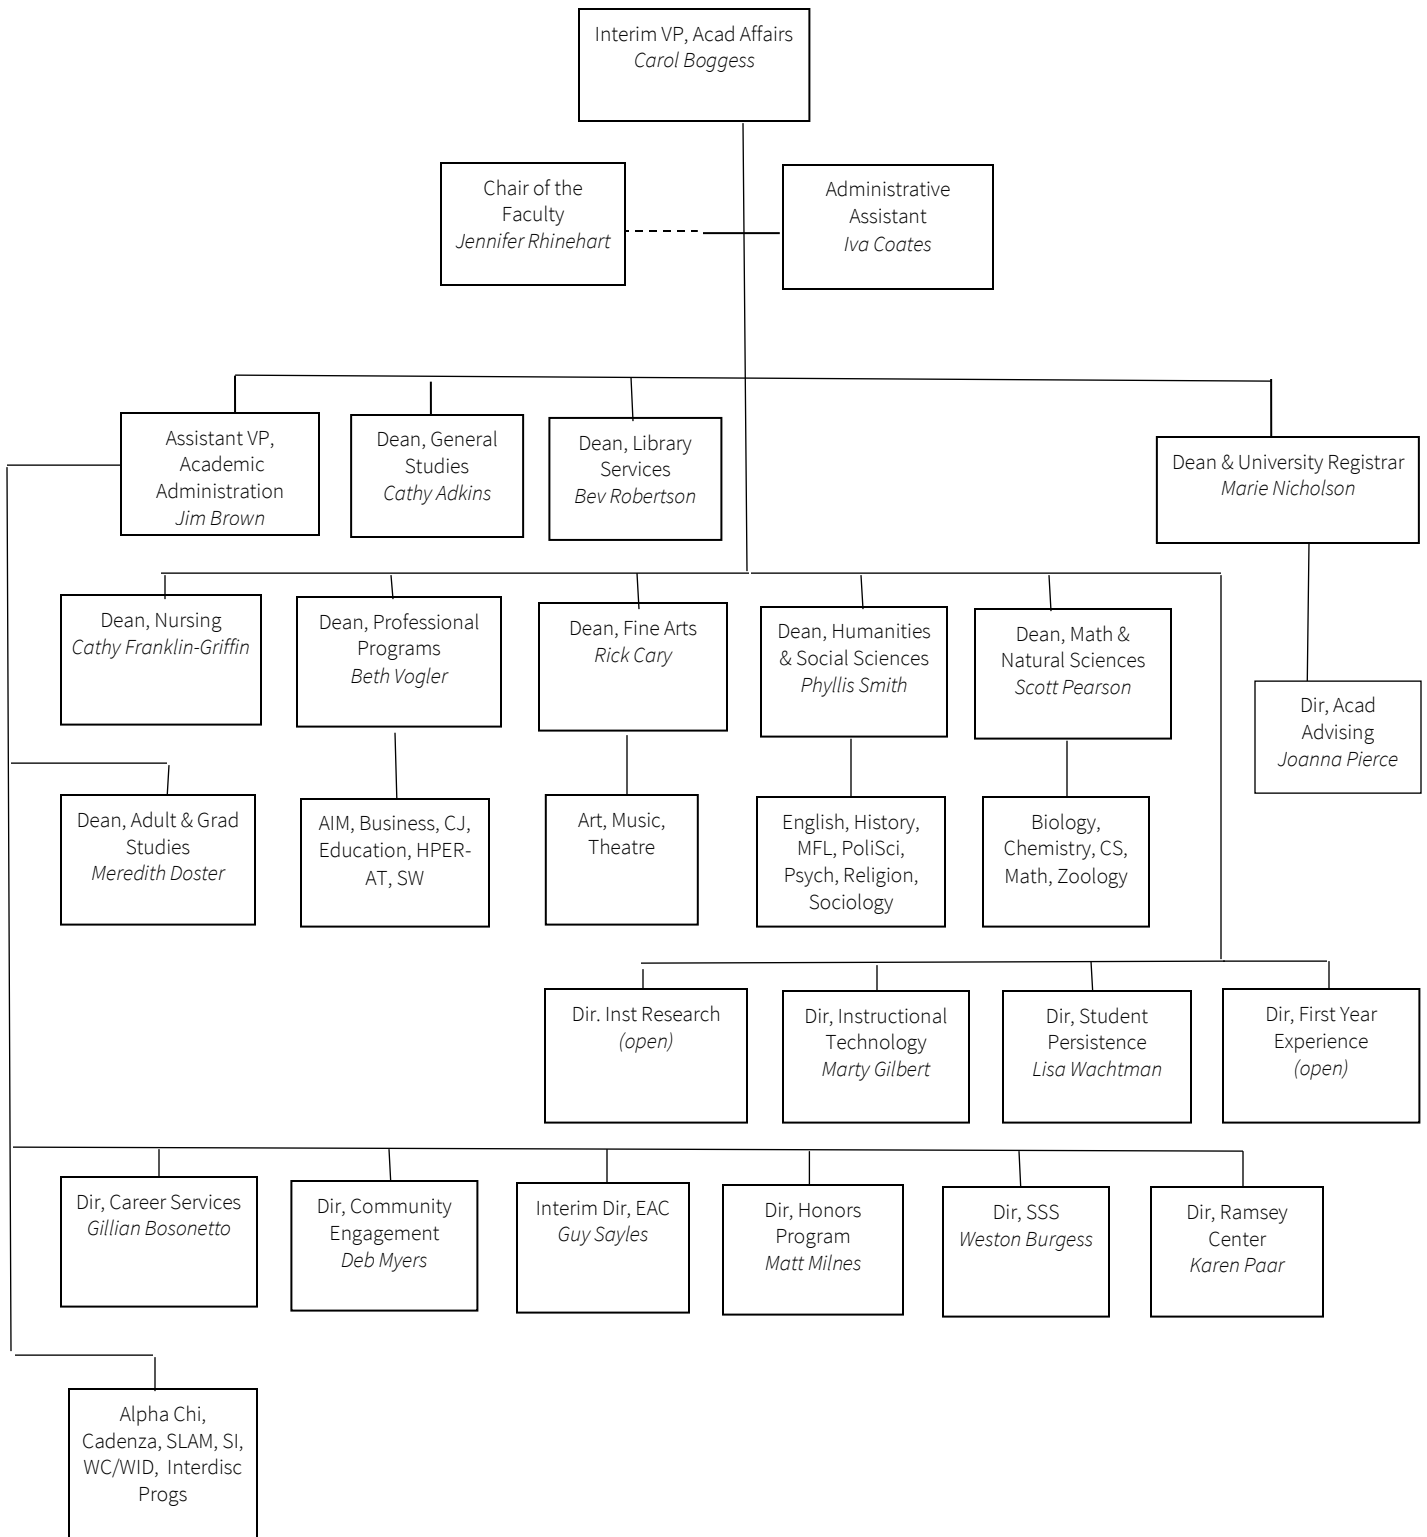 Interim VP, Acad Affairs
Carol Boggess
Chair of the
Faculty
Jennifer Rhinehart
Administrative
Assistant
Iva Coates
Assistant VP,
Academic
Administration
Jim Brown
Dean, General
Studies
Cathy Adkins
Dean, Library
Services
Bev Robertson
Dean & University Registrar
Marie Nicholson
Dean, Nursing
Cathy Franklin-Griffin
Dean, Professional
Programs
Beth Vogler
Dean, Fine Arts
Rick Cary
Dean, Humanities
& Social Sciences
Phyllis Smith
Dean, Math &
Natural Sciences
Scott Pearson
Dir, Acad
Advising
Joanna Pierce
Dean, Adult & Grad
Studies
Meredith Doster
AIM, Business, CJ,
Education, HPER-
AT, SW
Art, Music,
Theatre
English, History,
MFL, PoliSci,
Psych, Religion,
Sociology
Biology,
Chemistry, CS,
Math, Zoology
Dir. Inst Research
(open)
Dir, Instructional
Technology
Marty Gilbert
Dir, Student
Persistence
Lisa Wachtman
Dir, First Year
Experience
(open)
Dir, Career Services
Gillian Bosonetto
Dir, Community
Engagement
Deb Myers
Interim Dir, EAC
Guy Sayles
Dir, Honors
Program
Matt Milnes
Dir, SSS
Weston Burgess
Dir, Ramsey
Center
Karen Paar
Alpha Chi,
Cadenza, SLAM, SI,
WC/WID, Interdisc
Progs